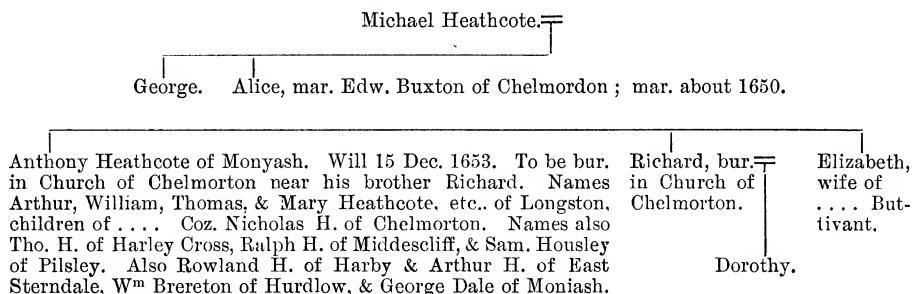 Michael Heathcote.
George. Alice, mar. Edw. Buxton of Chelmordon ; mar. about 1650.
Anthony Heathcote of Monyash. Will 15 Dec. 1653. To be bur.
in Church of Chelmorton near his brother Richard. Names
Arthur, William, Thomas, & Mary Heathcote, etc.. of Longston,
children of .... Coz. Nicholas H. of Chelmorton. Names also
Tho. H. of Harley Cross, Ralph H. of Middescliff, & Sam. Housley
of Pilsley. Also Rowland H. of Harby & Arthur H. of East
Sterndale, Wm Brereton of Hurdlow, & George Dale of Moniash.
Richard, bur.
in Church of
Chelmorton.
Dorothy.
Elizabeth,
wife of
.... But-
tivant.